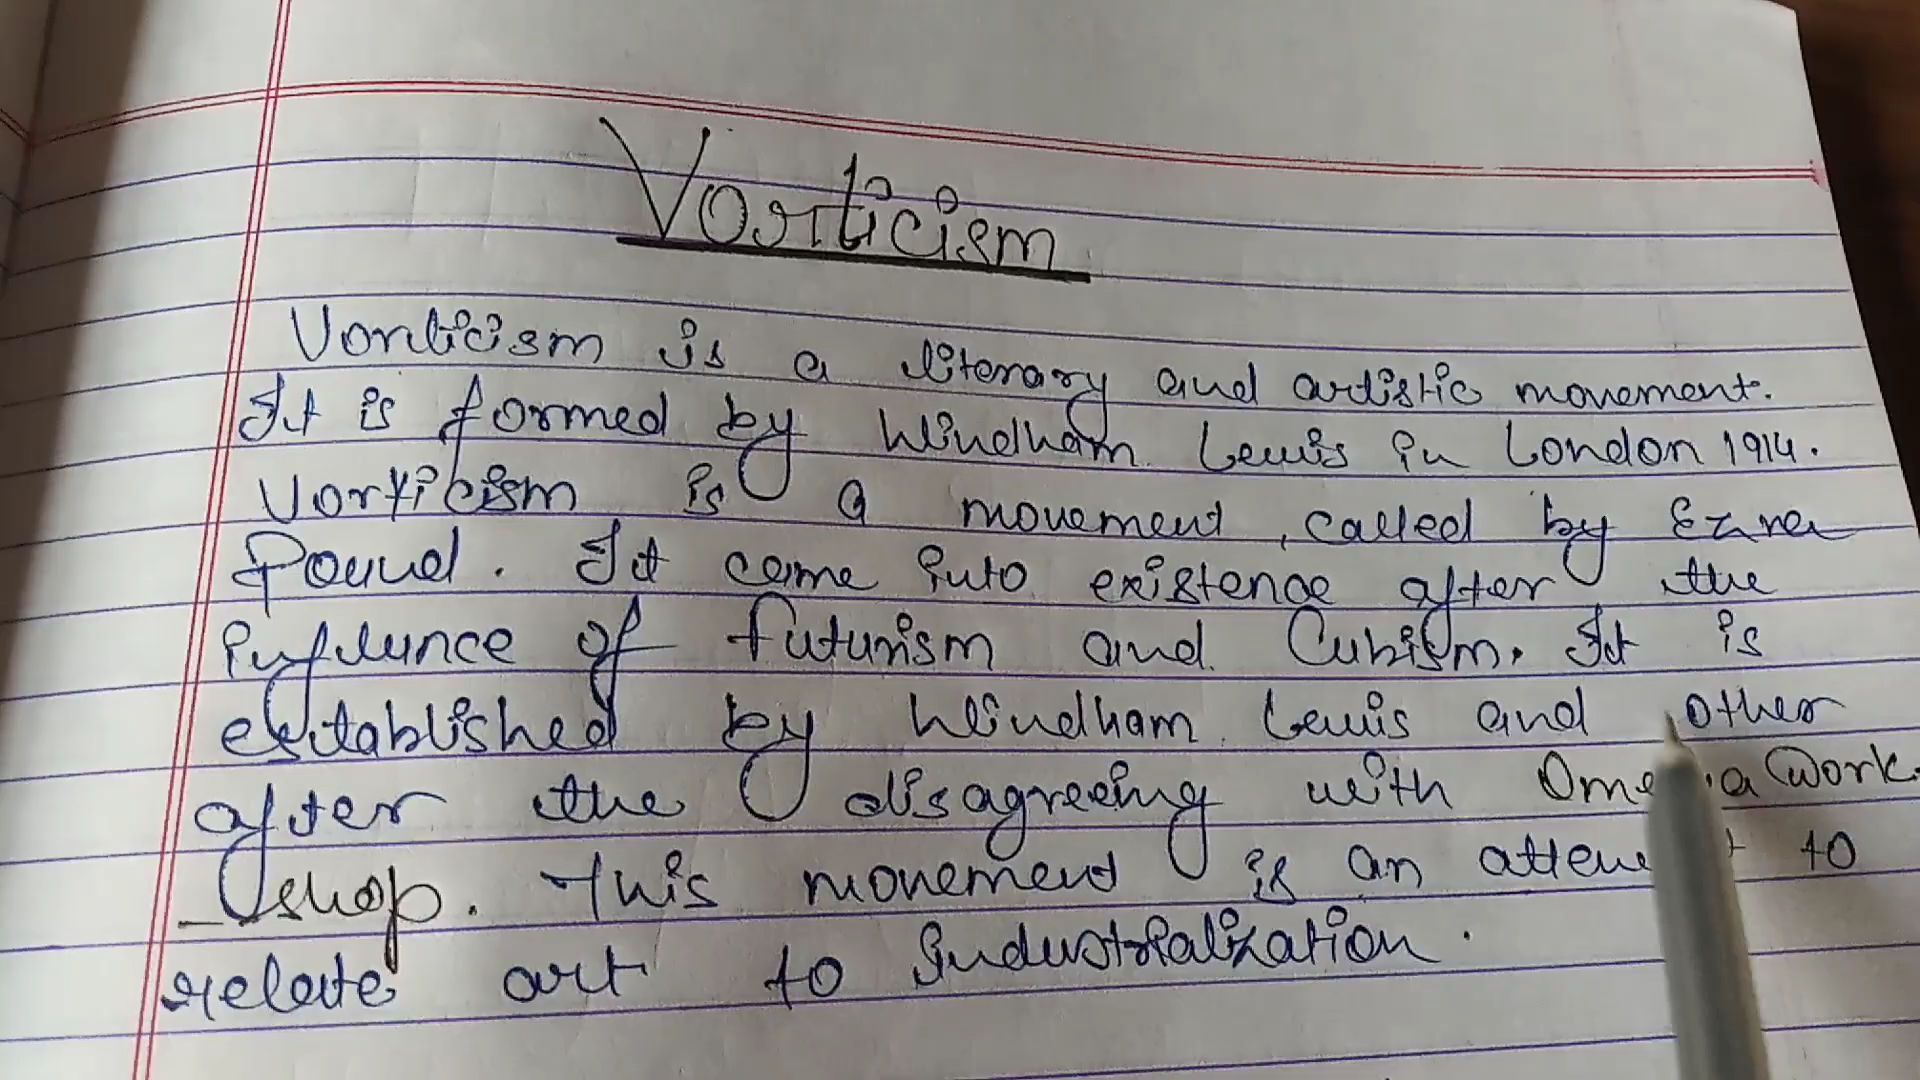 Vorticism
Vorticism is a literary and artistic movement.
It is formed by Windham Lewis in London 1914.
Vorticism is a movement, called by Ezra
Pound. It came into existence after the
influnce of futurism and Cubism. It is
established by Windham Lewis and other
after the disagreeing with Work-
shop. This movement is an to
relate art to Industrialization.